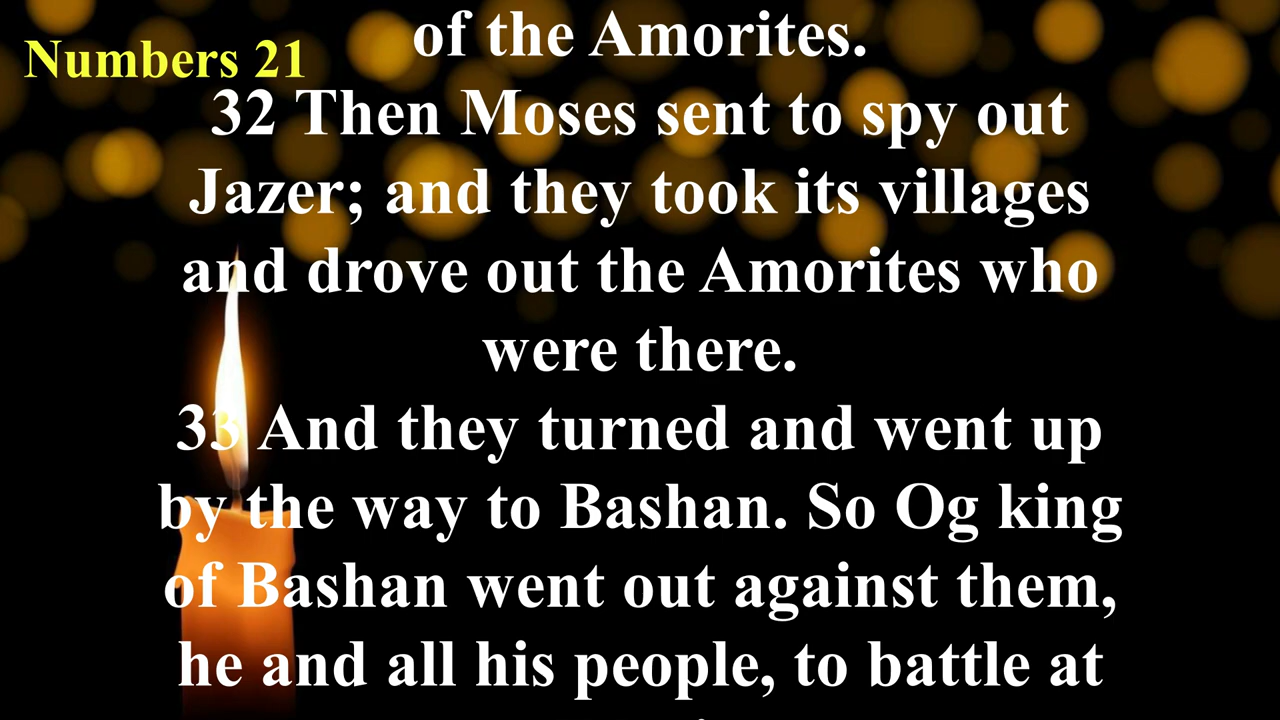 Numbers 21
of the Amorites.
32 Then Moses sent to spy out
Jazer; and they took its villages
and drove out the Amorites who
were there.
33 And they turned and went up
by the way to Bashan. So Og king
of Bashan went out against them,
he and all his people, to battle at